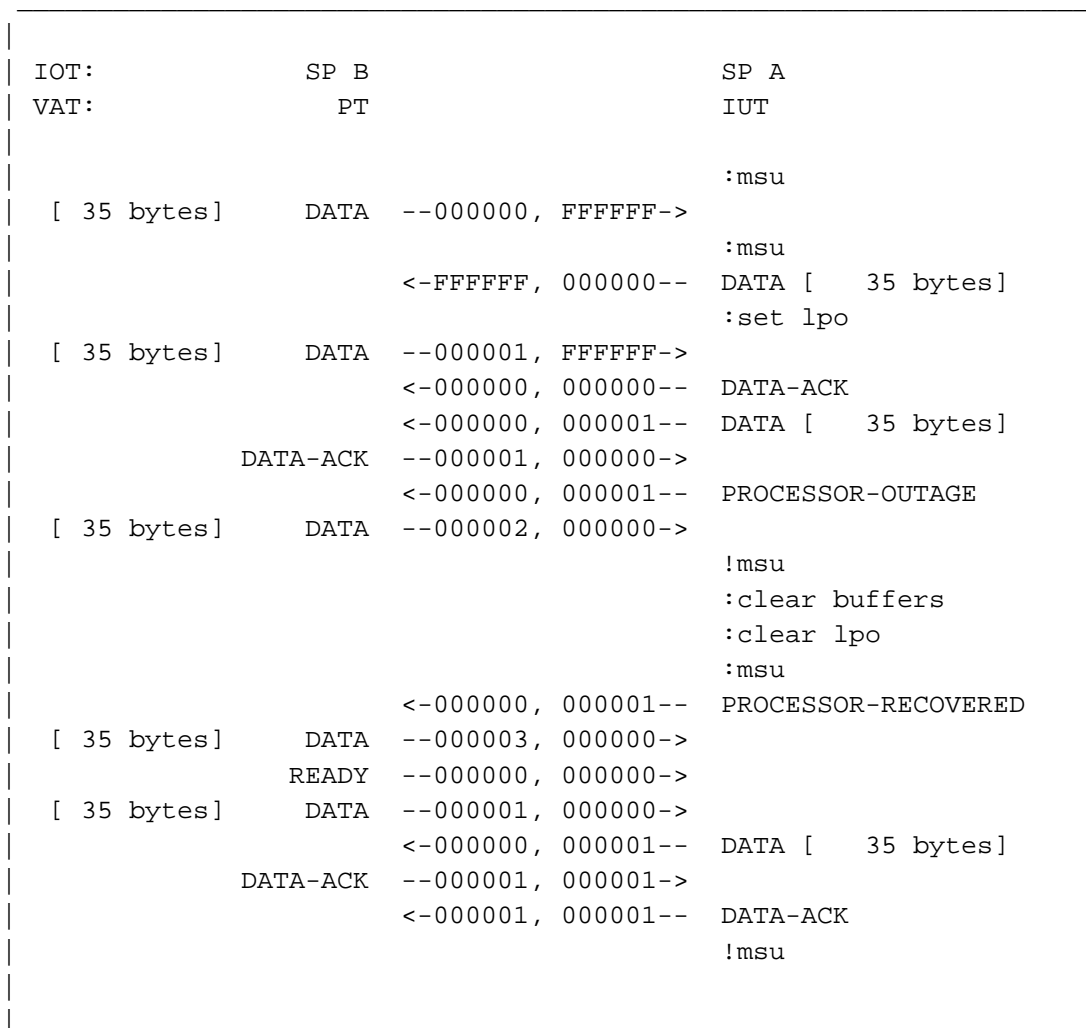 IOT: SP B SP A
VAT: PT IUT
:msu
[ 35 bytes] DATA --000000, FFFFFF->
:msu
<-FFFFFF, 000000-- DATA [ 35 bytes]
:set lpo
[ 35 bytes] DATA --000001, FFFFFF->
<-000000, 000000-- DATA-ACK
<-000000, 000001-- DATA [ 35 bytes]
DATA-ACK --000001, 000000->
<-000000, 000001-- PROCESSOR-OUTAGE
[ 35 bytes] DATA --000002, 000000->
!msu
:clear buffers
:clear lpo
:msu
<-000000, 000001-- PROCESSOR-RECOVERED
[ 35 bytes] DATA --000003, 000000->
READY --000000, 000000->
[ 35 bytes] DATA --000001, 000000->
<-000000, 000001-- DATA [ 35 bytes]
DATA-ACK --000001, 000001->
<-000001, 000001-- DATA-ACK
!msu